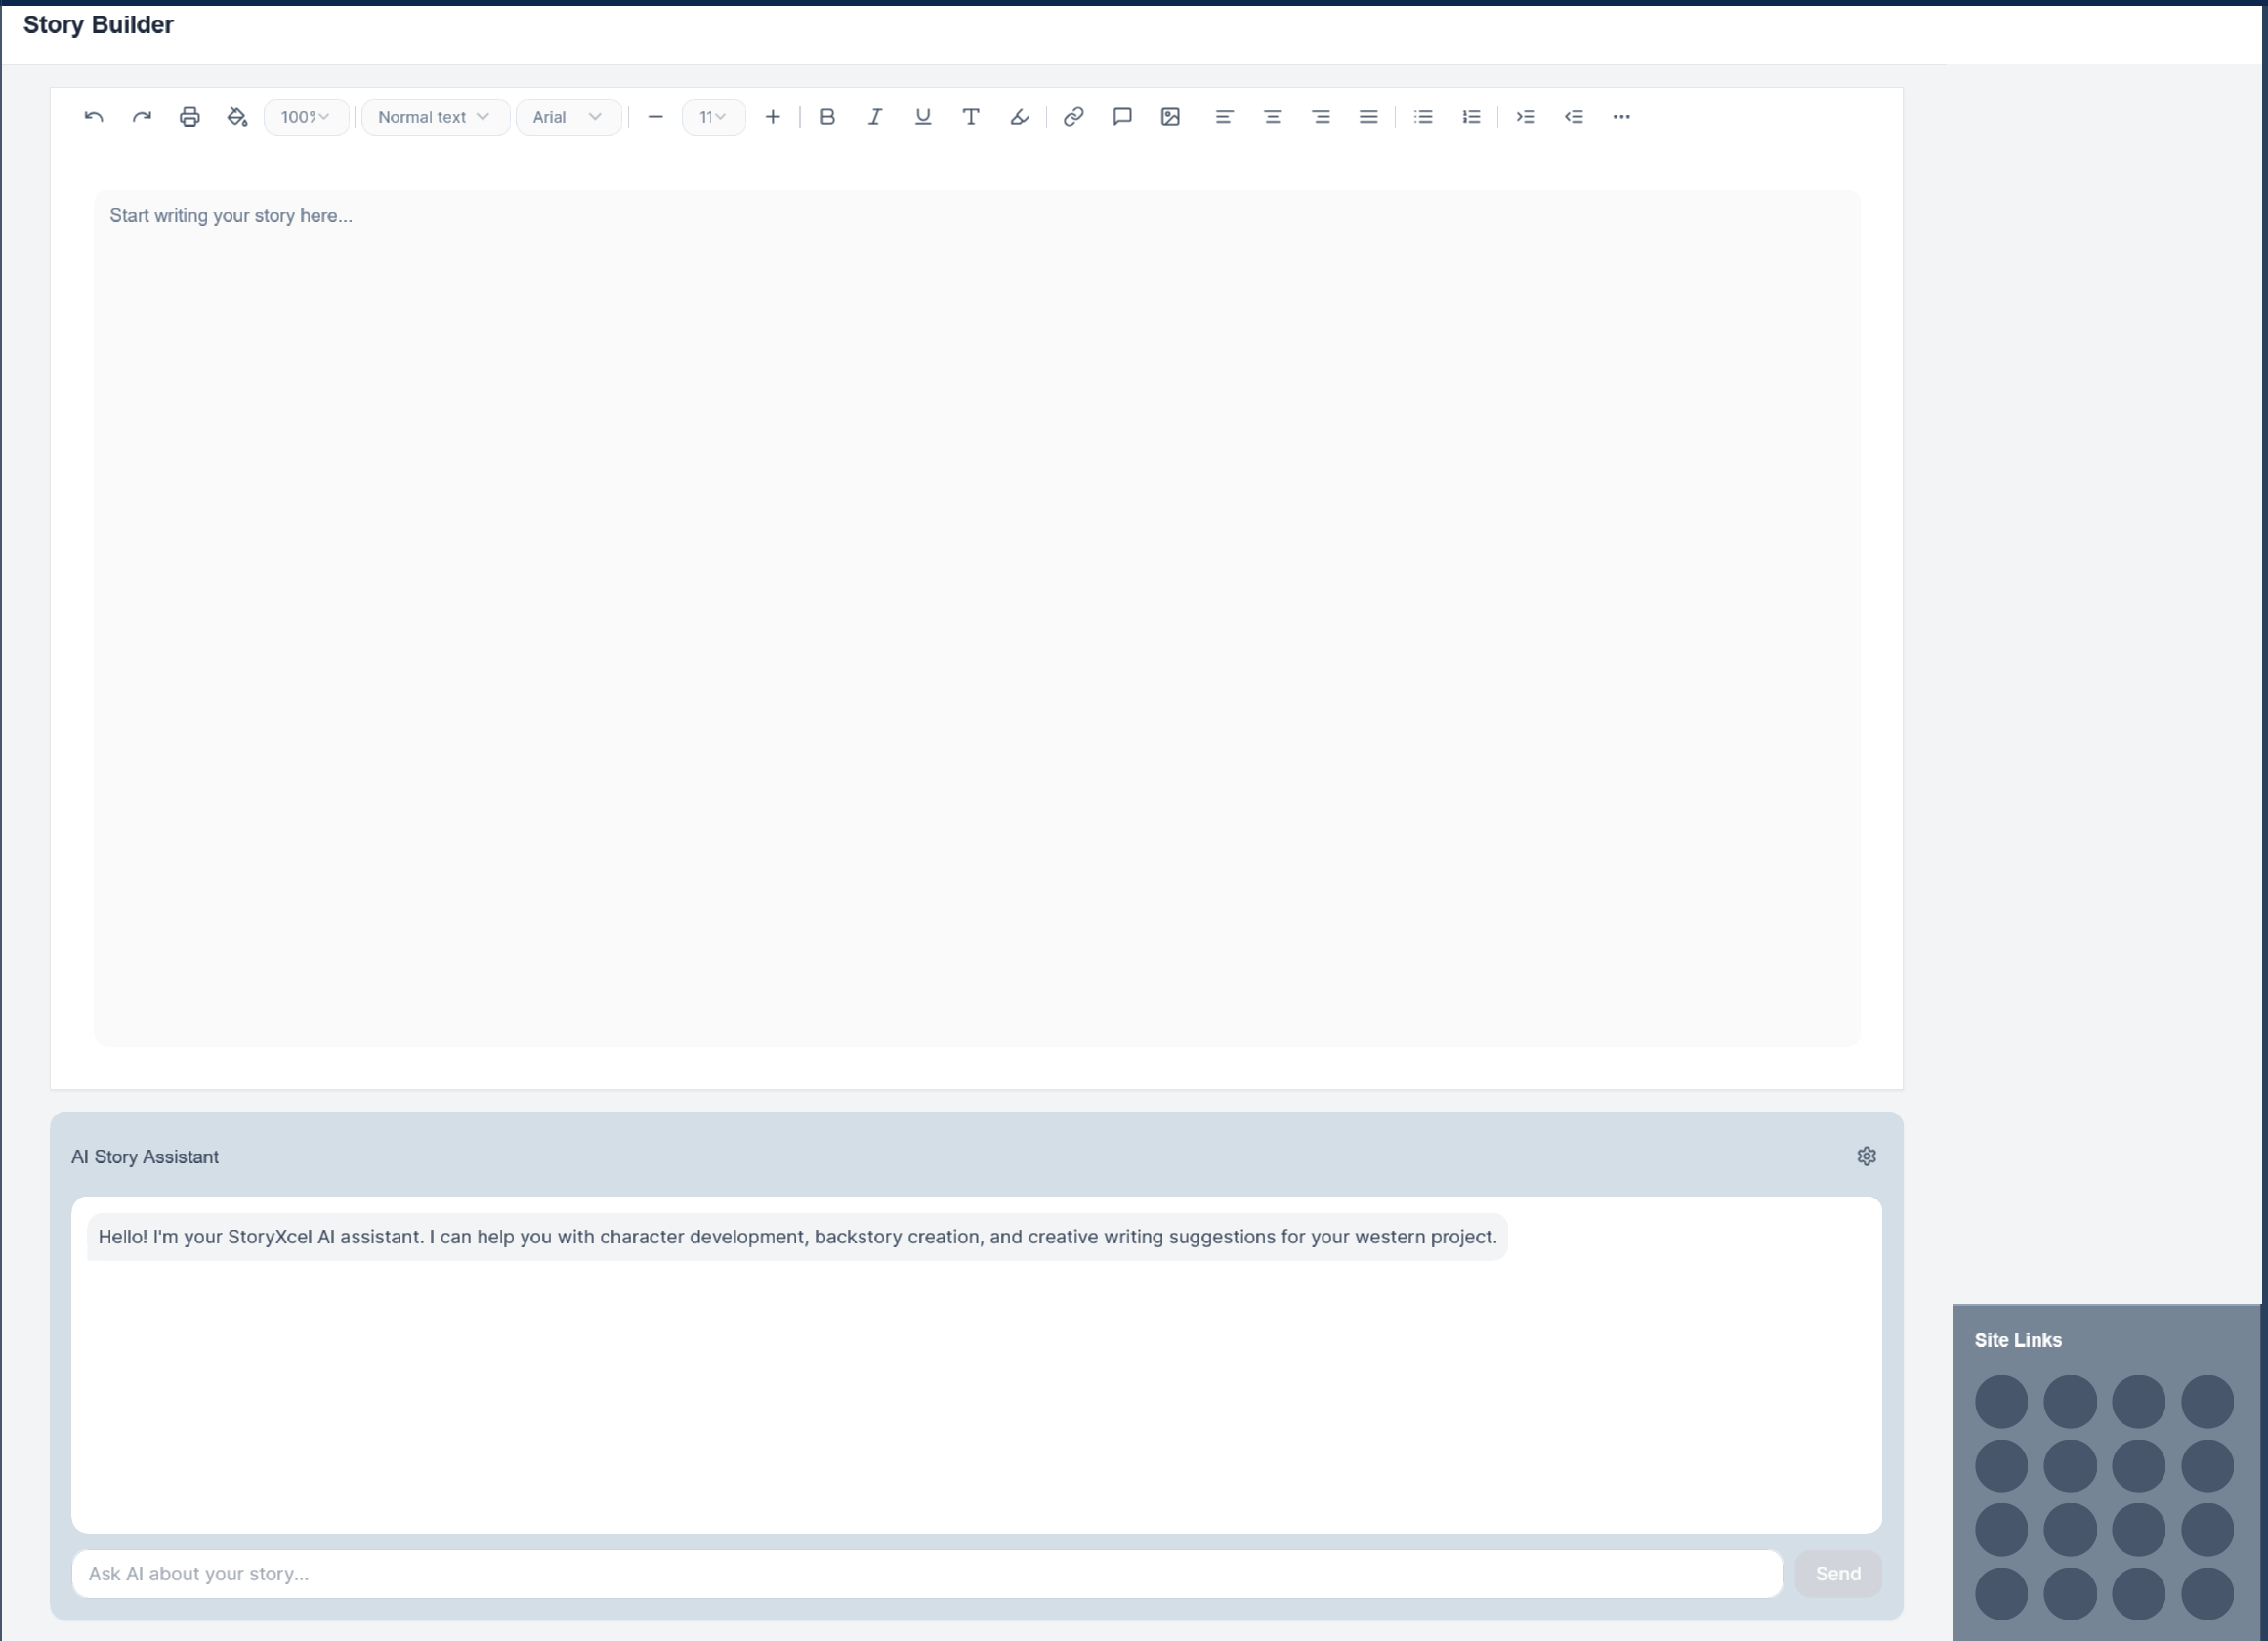 Story Builder
100%
Normal text
Arial
11
Start writing your story here...
AI Story Assistant
Hello! I'm your StoryXcel AI assistant. I can help you with character development, backstory creation, and creative writing suggestions for your western project.
Ask AI about your story...
Send
Site Links